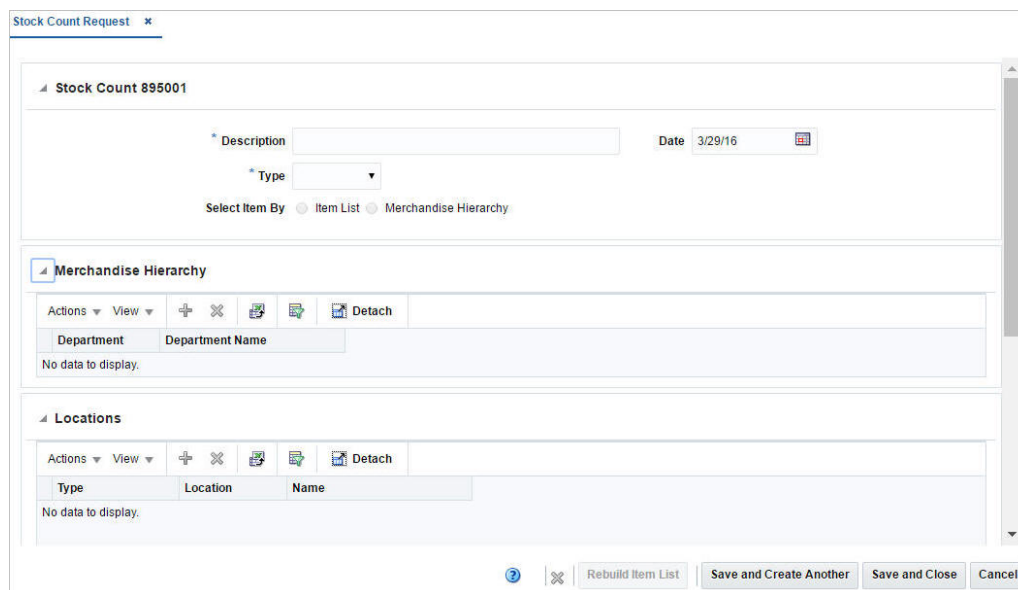 Stock Count Request
Stock Count 895001
* Description Date 3/29/16
* Type
Select Item By Item List Merchandise Hierarchy
Merchandise Hierarchy
Actions View Detach
Department Department Name
No data to display.
Locations
Actions View Detach
Type Location Name
No data to display.
Rebuild Item List Save and Create Another Save and Close Cancel